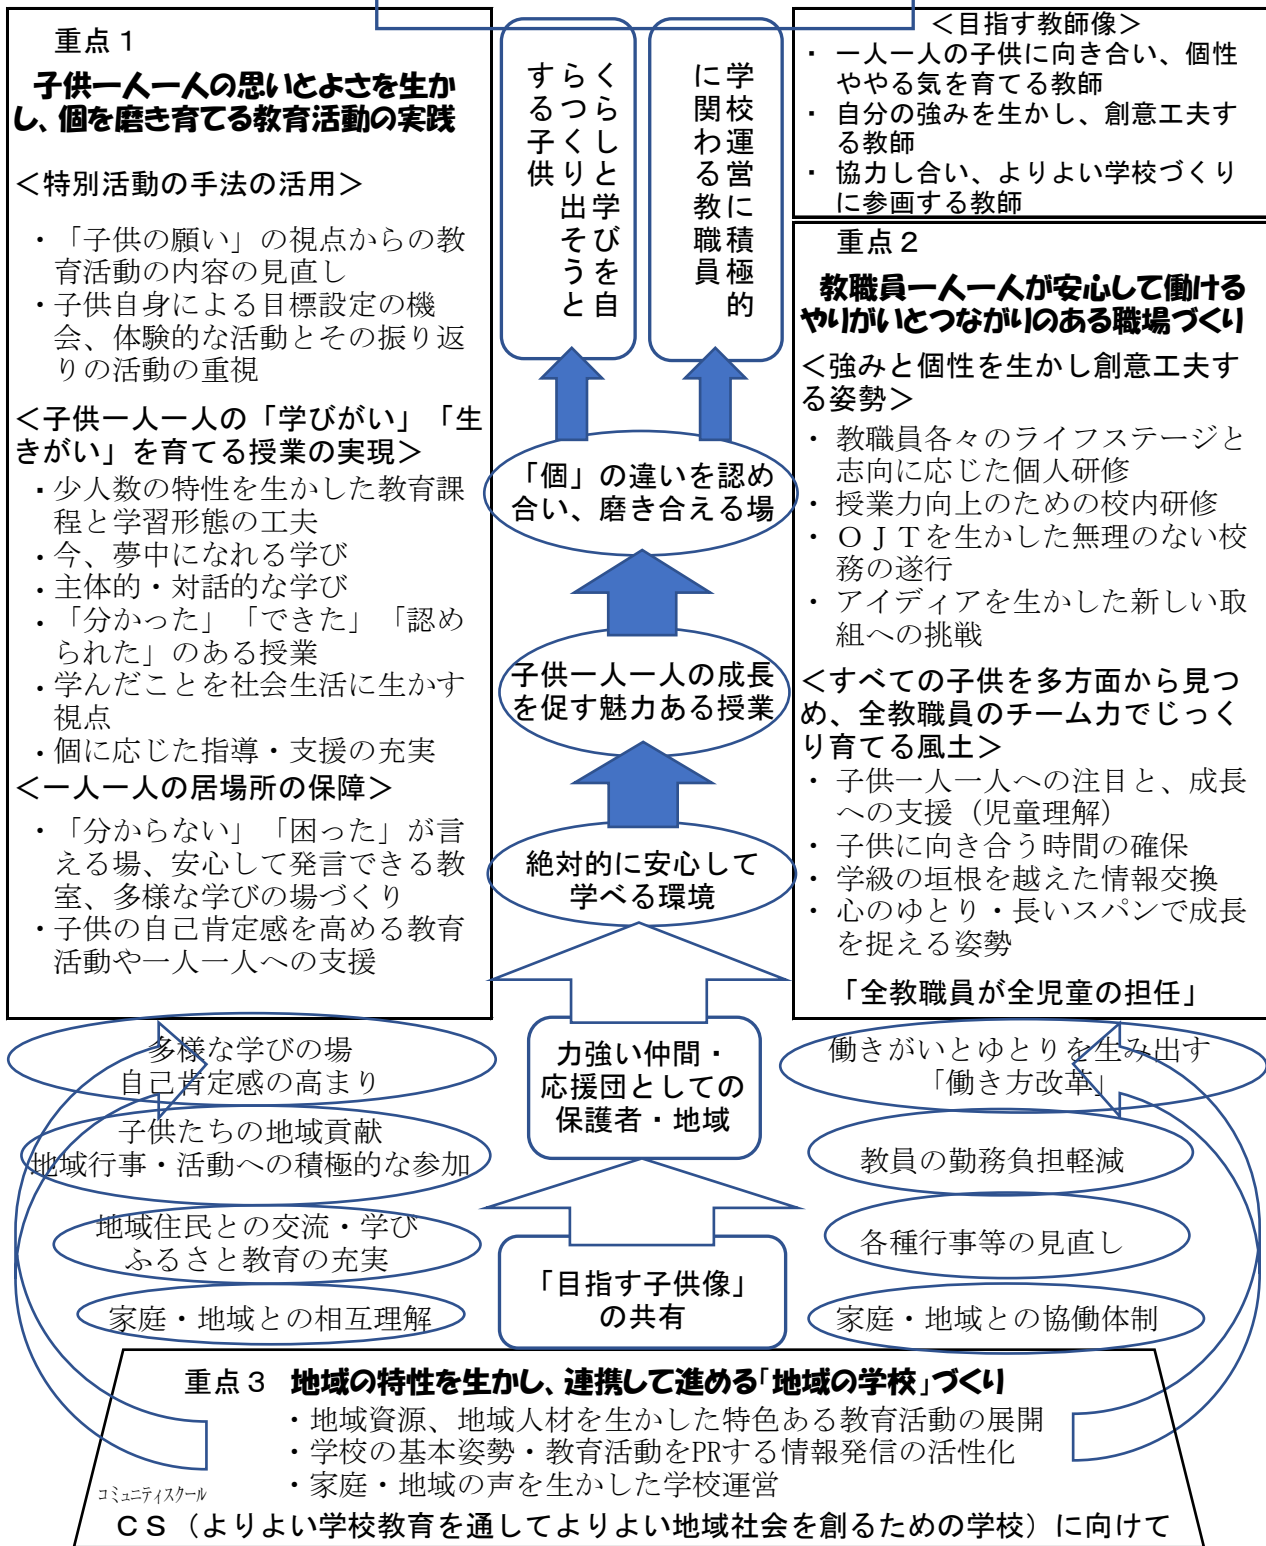 重点１
子供一人一人の思いとよさを生か
し、個を磨き育てる教育活動の実践
＜特別活動の手法の活用＞
・「子供の願い」の視点からの教
育活動の内容の見直し
・子供自身による目標設定の機
会、体験的な活動とその振り返
りの活動の重視
＜子供一人一人の「学びがい」「生
きがい」を育てる授業の実現＞
・少人数の特性を生かした教育課
程と学習形態の工夫
・今、夢中になれる学び
・主体的・対話的な学び
・「分かった」「できた」「認め
られた」のある授業
・学んだことを社会生活に生かす
視点
・個に応じた指導・支援の充実
＜一人一人の居場所の保障＞
・「分からない」「困った」が言
える場、安心して発言できる教
室、多様な学びの場づくり
・子供の自己肯定感を高める教育
活動や一人一人への支援
くらしと学びを自
らつくり出そうと
する子供
学校運営に積極的
に関わる教職員
「個」の違いを認め
合い、磨き合える場
子供一人一人の成長
を促す魅力ある授業
絶対的に安心して
学べる環境
力強い仲間・
応援団としての
保護者・地域
「目指す子供像」
の共有
＜目指す教師像＞
・ 一人一人の子供に向き合い、個性
ややる気を育てる教師
・ 自分の強みを生かし、創意工夫す
る教師
・ 協力し合い、よりよい学校づくり
に参画する教師
重点２
教職員一人一人が安心して働ける
やりがいとつながりのある職場づくり
＜強みと個性を生かし創意工夫す
る姿勢＞
・ 教職員各々のライフステージと
志向に応じた個人研修
・ 授業力向上のための校内研修
・ ＯＪＴを生かした無理のない校
務の遂行
・ アイディアを生かした新しい取
組への挑戦
＜すべての子供を多方面から見つ
め、全教職員のチーム力でじっく
り育てる風土＞
・ 子供一人一人への注目と、成長
への支援（児童理解）
・ 子供に向き合う時間の確保
・ 学級の垣根を越えた情報交換
・ 心のゆとり・長いスパンで成長
を捉える姿勢
「全教職員が全児童の担任」
多様な学びの場
自己肯定感の高まり
子供たちの地域貢献
地域行事・活動への積極的な参加
地域住民との交流・学び
ふるさと教育の充実
家庭・地域との相互理解
働きがいとゆとりを生み出す
「働き方改革」
教員の勤務負担軽減
各種行事等の見直し
家庭・地域との協働体制
重点３ 地域の特性を生かし、連携して進める「地域の学校」づくり
・地域資源、地域人材を生かした特色ある教育活動の展開
・学校の基本姿勢・教育活動をPRする情報発信の活性化
・家庭・地域の声を生かした学校運営
コミュニティスクール
ＣＳ（よりよい学校教育を通してよりよい地域社会を創るための学校）に向けて